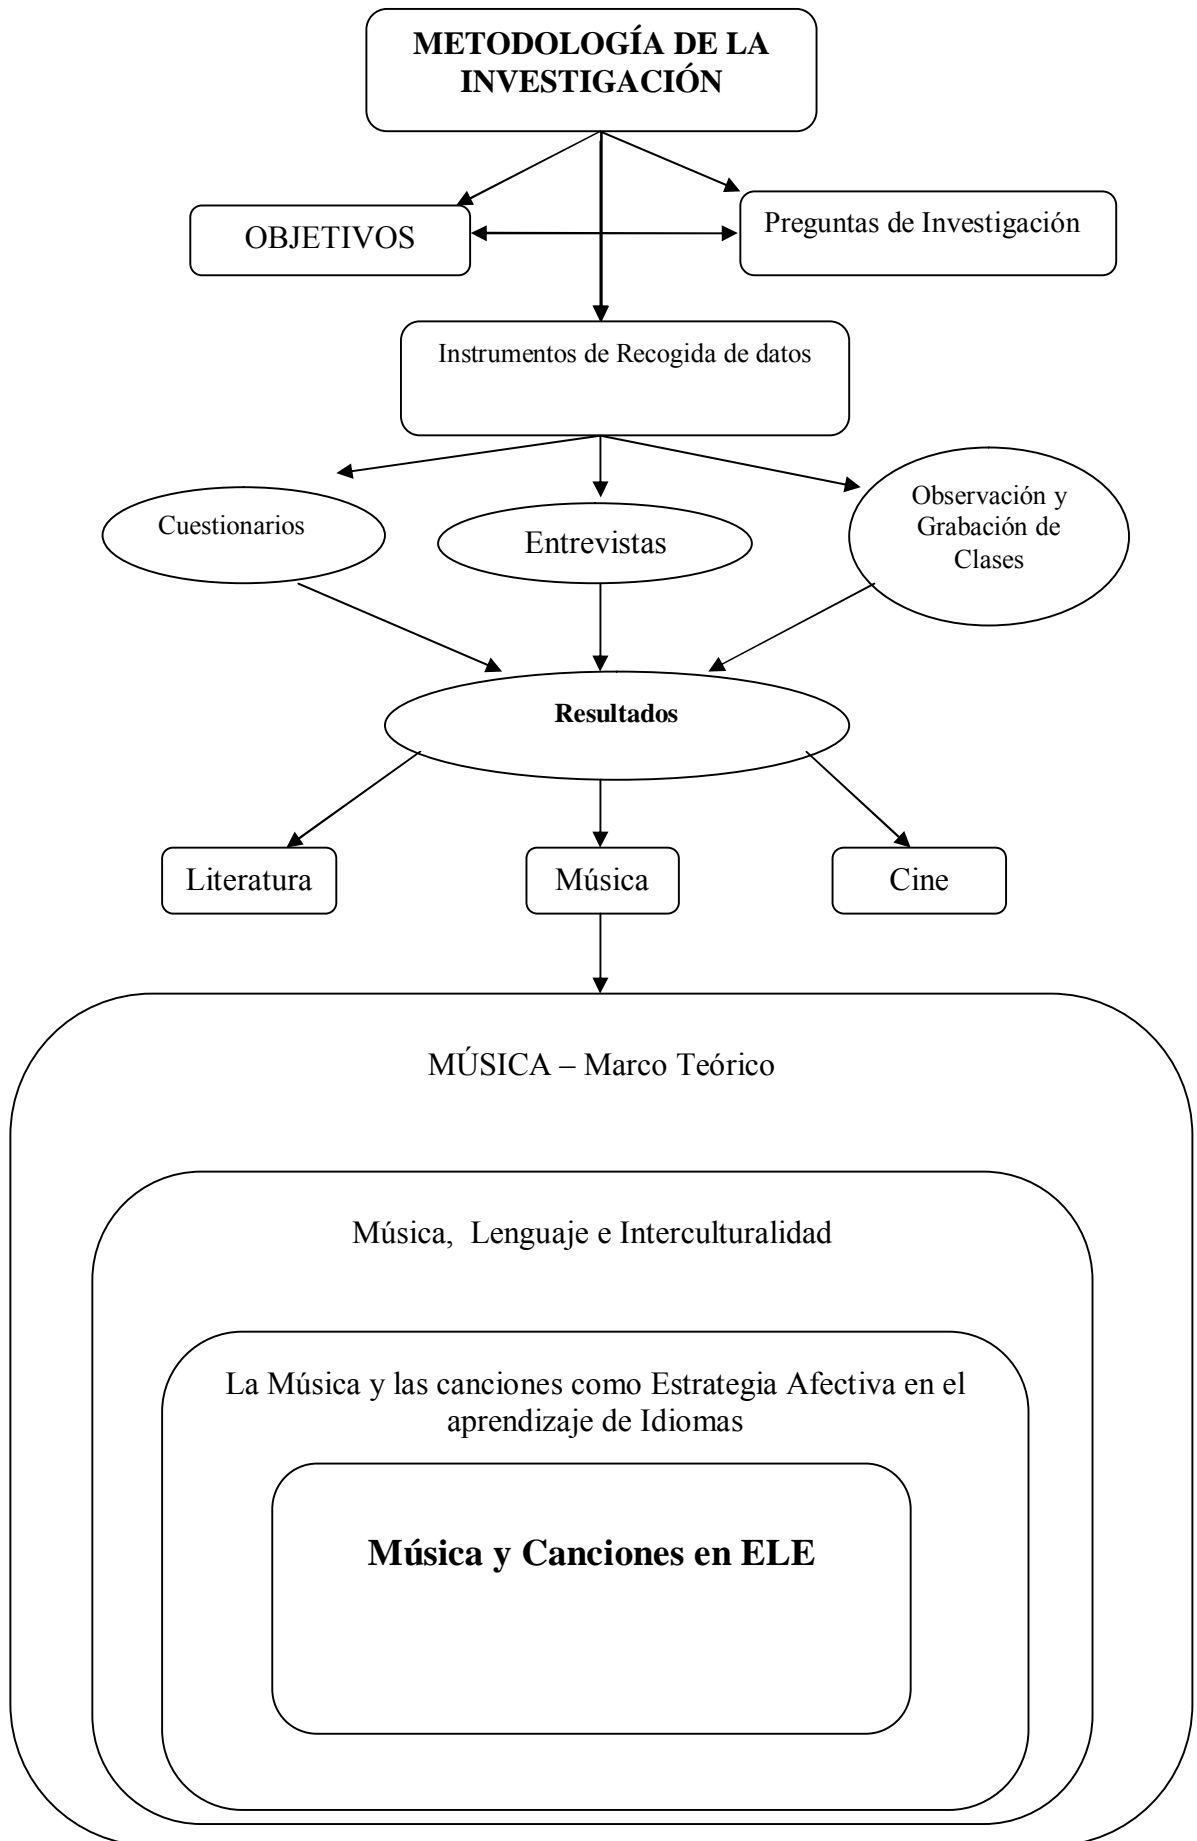 METODOLOGÍA DE LA
INVESTIGACIÓN
OBJETIVOS
Preguntas de Investigación
Instrumentos de Recogida de datos
Cuestionarios
Entrevistas
Observación y
Grabación de
Clases
Resultados
Literatura
Música
Cine
MÚSICA – Marco Teórico
Música, Lenguaje e Interculturalidad
La Música y las canciones como Estrategia Afectiva en el
aprendizaje de Idiomas
Música y Canciones en ELE